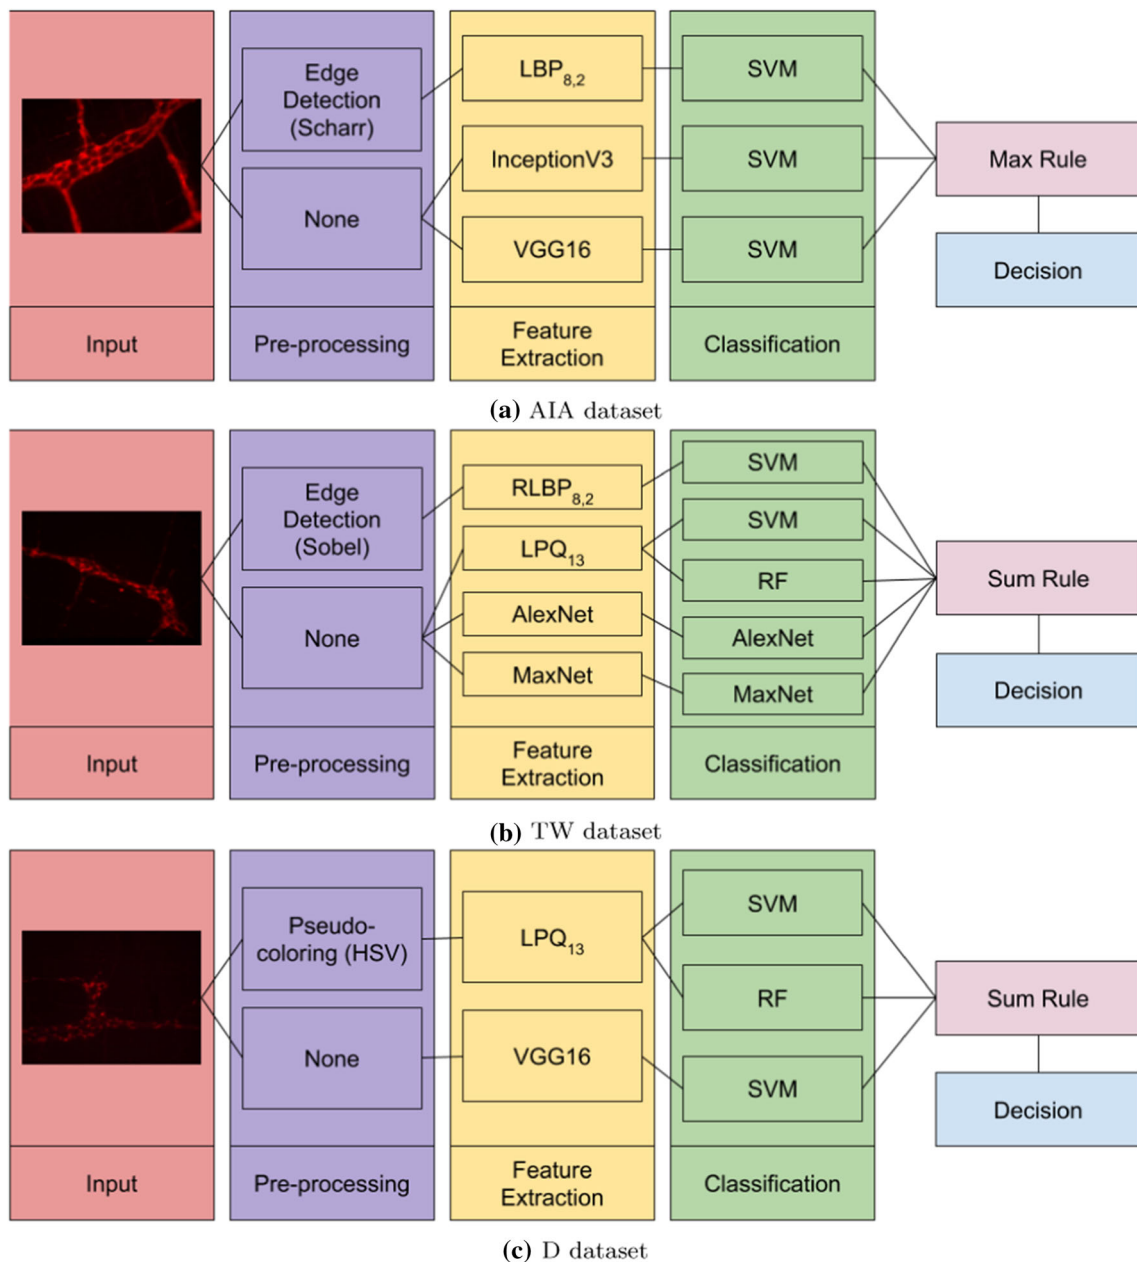 Edge
Detection
(Scharr)
None
LBP8,2
InceptionV3
VGG16
SVM
SVM
SVM
Max Rule
Decision
Input
Pre-processing
Feature
Extraction
Classification
(a) AIA dataset
Edge
Detection
(Sobel)
None
RLBP8,2
LPQ13
AlexNet
MaxNet
SVM
SVM
RF
AlexNet
MaxNet
Sum Rule
Decision
Input
Pre-processing
Feature
Extraction
Classification
(b) TW dataset
Pseudo-
coloring (HSV)
None
LPQ13
VGG16
SVM
RF
SVM
Sum Rule
Decision
Input
Pre-processing
Feature
Extraction
Classification
(c) D dataset